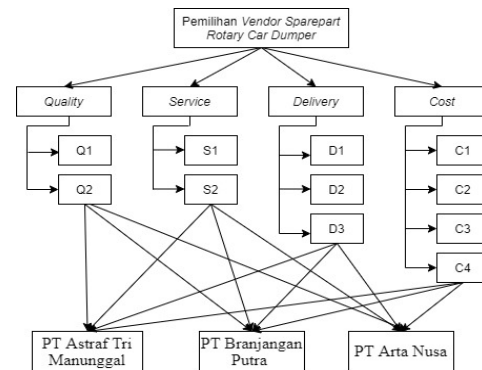 Pemilihan Vendor Sparepart
Rotary Car Dumper
Quality
Service
Delivery
Cost
Q1
S1
D1
C1
Q2
S2
D2
C2
D3
C3
C4
PT Astraf Tri
Manunggal
PT Branjangan
Putra
PT Arta Nusa